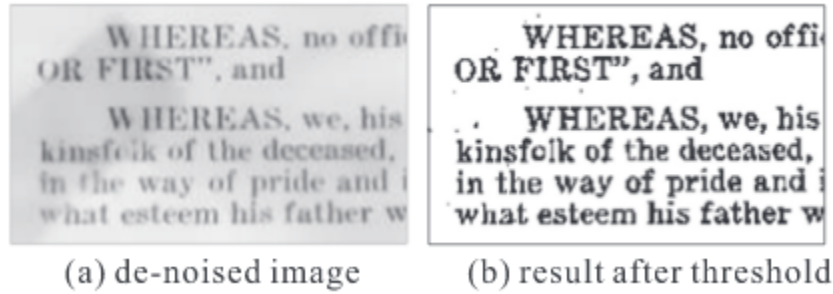 WHEREAS, no offi
OR FIRST", and
WHEREAS, we, his
kinsfolk of the deceased,
in the way of pride and i
what esteem his father w
(a) de-noised image
WHEREAS, no offi
OR FIRST", and
WHEREAS, we, his
kinsfolk of the deceased,
in the way of pride and i
what esteem his father w
(b) result after threshold